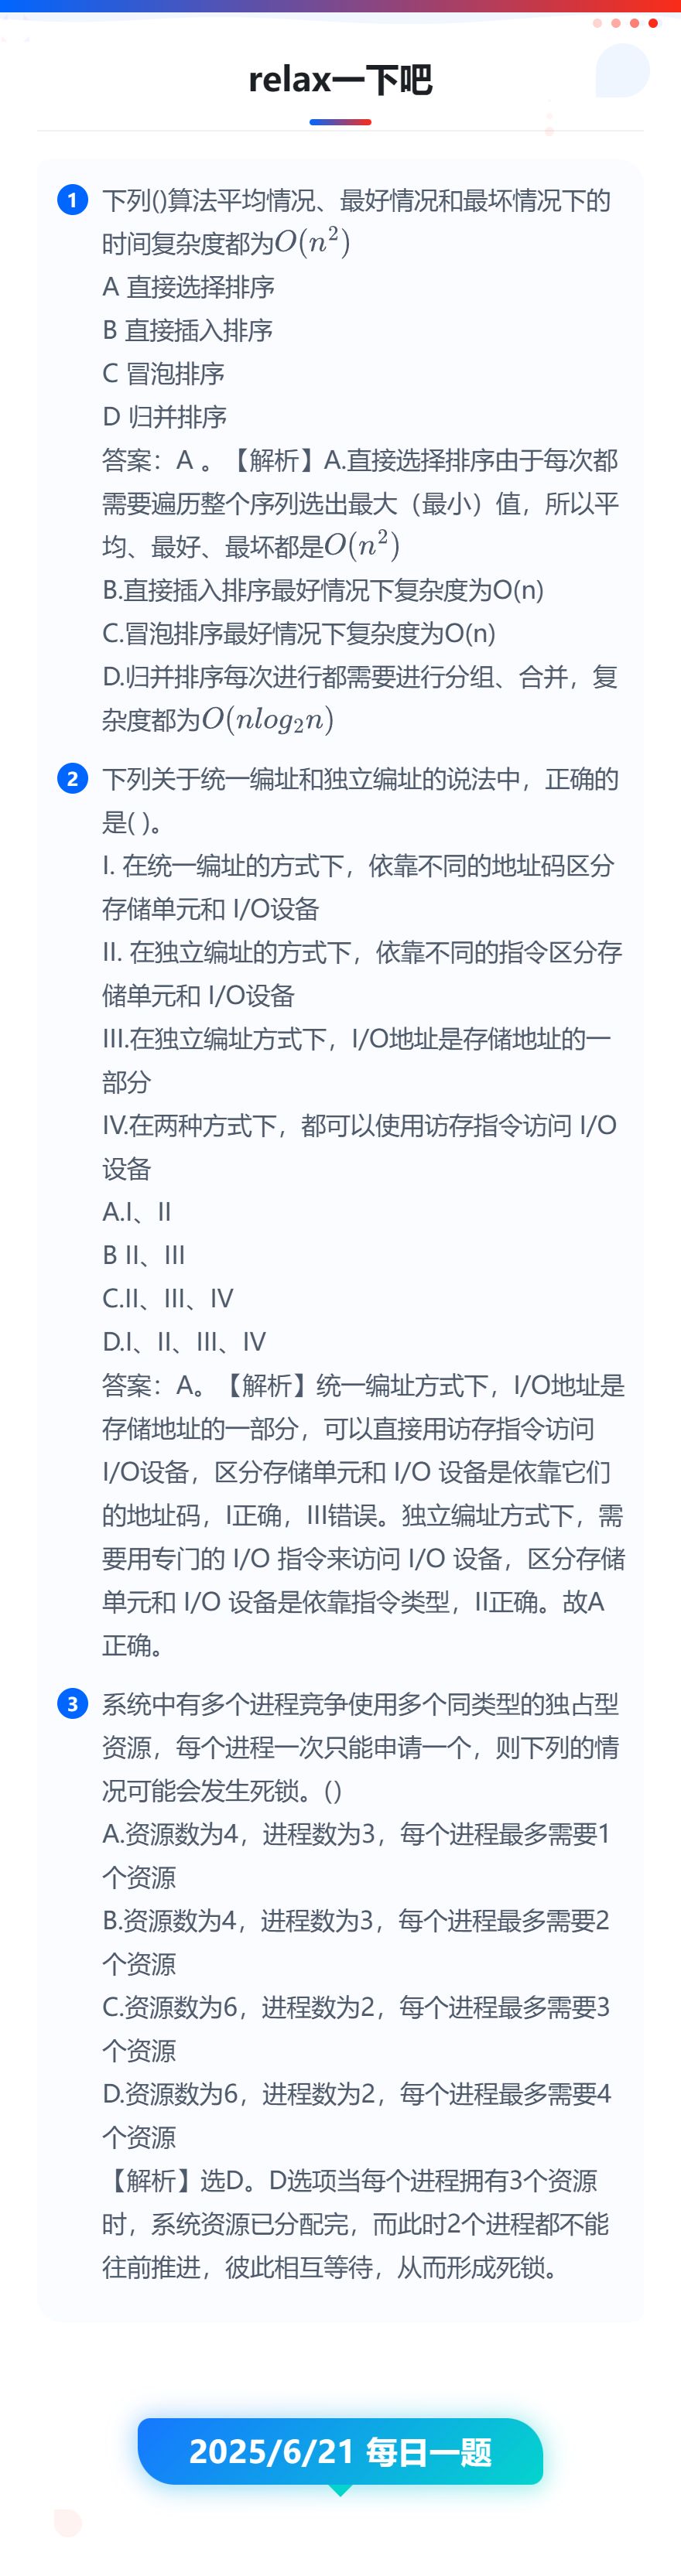 relax一下吧
1 下列()算法平均情况、最好情况和最坏情况下的
时间复杂度都为O(n²)
A 直接选择排序
B 直接插入排序
C 冒泡排序
D 归并排序
答案：A 。【解析】A.直接选择排序由于每次都
需要遍历整个序列选出最大（最小）值，所以平
均、最好、最坏都是O(n²)
B.直接插入排序最好情况下复杂度为O(n)
C.冒泡排序最好情况下复杂度为O(n)
D.归并排序每次进行都需要进行分组、合并，复
杂度都为O(nlog₂n)
2 下列关于统一编址和独立编址的说法中，正确的
是( )。
I. 在统一编址的方式下，依靠不同的地址码区分
存储单元和 I/O设备
II. 在独立编址的方式下，依靠不同的指令区分存
储单元和 I/O设备
III.在独立编址方式下，I/O地址是存储地址的一
部分
IV.在两种方式下，都可以使用访存指令访问 I/O
设备
A.I、II
B II、III
C.II、III、IV
D.I、II、III、IV
答案：A。【解析】统一编址方式下，I/O地址是
存储地址的一部分，可以直接用访存指令访问
I/O设备，区分存储单元和 I/O 设备是依靠它们
的地址码，I正确，III错误。独立编址方式下，需
要用专门的 I/O 指令来访问 I/O 设备，区分存储
单元和 I/O 设备是依靠指令类型，II正确。故A
正确。
3 系统中有多个进程竞争使用多个同类型的独占型
资源，每个进程一次只能申请一个，则下列的情
况可能会发生死锁。()
A.资源数为4，进程数为3，每个进程最多需要1
个资源
B.资源数为4，进程数为3，每个进程最多需要2
个资源
C.资源数为6，进程数为2，每个进程最多需要3
个资源
D.资源数为6，进程数为2，每个进程最多需要4
个资源
【解析】选D。D选项当每个进程拥有3个资源
时，系统资源已分配完，而此时2个进程都不能
往前推进，彼此相互等待，从而形成死锁。
2025/6/21 每日一题